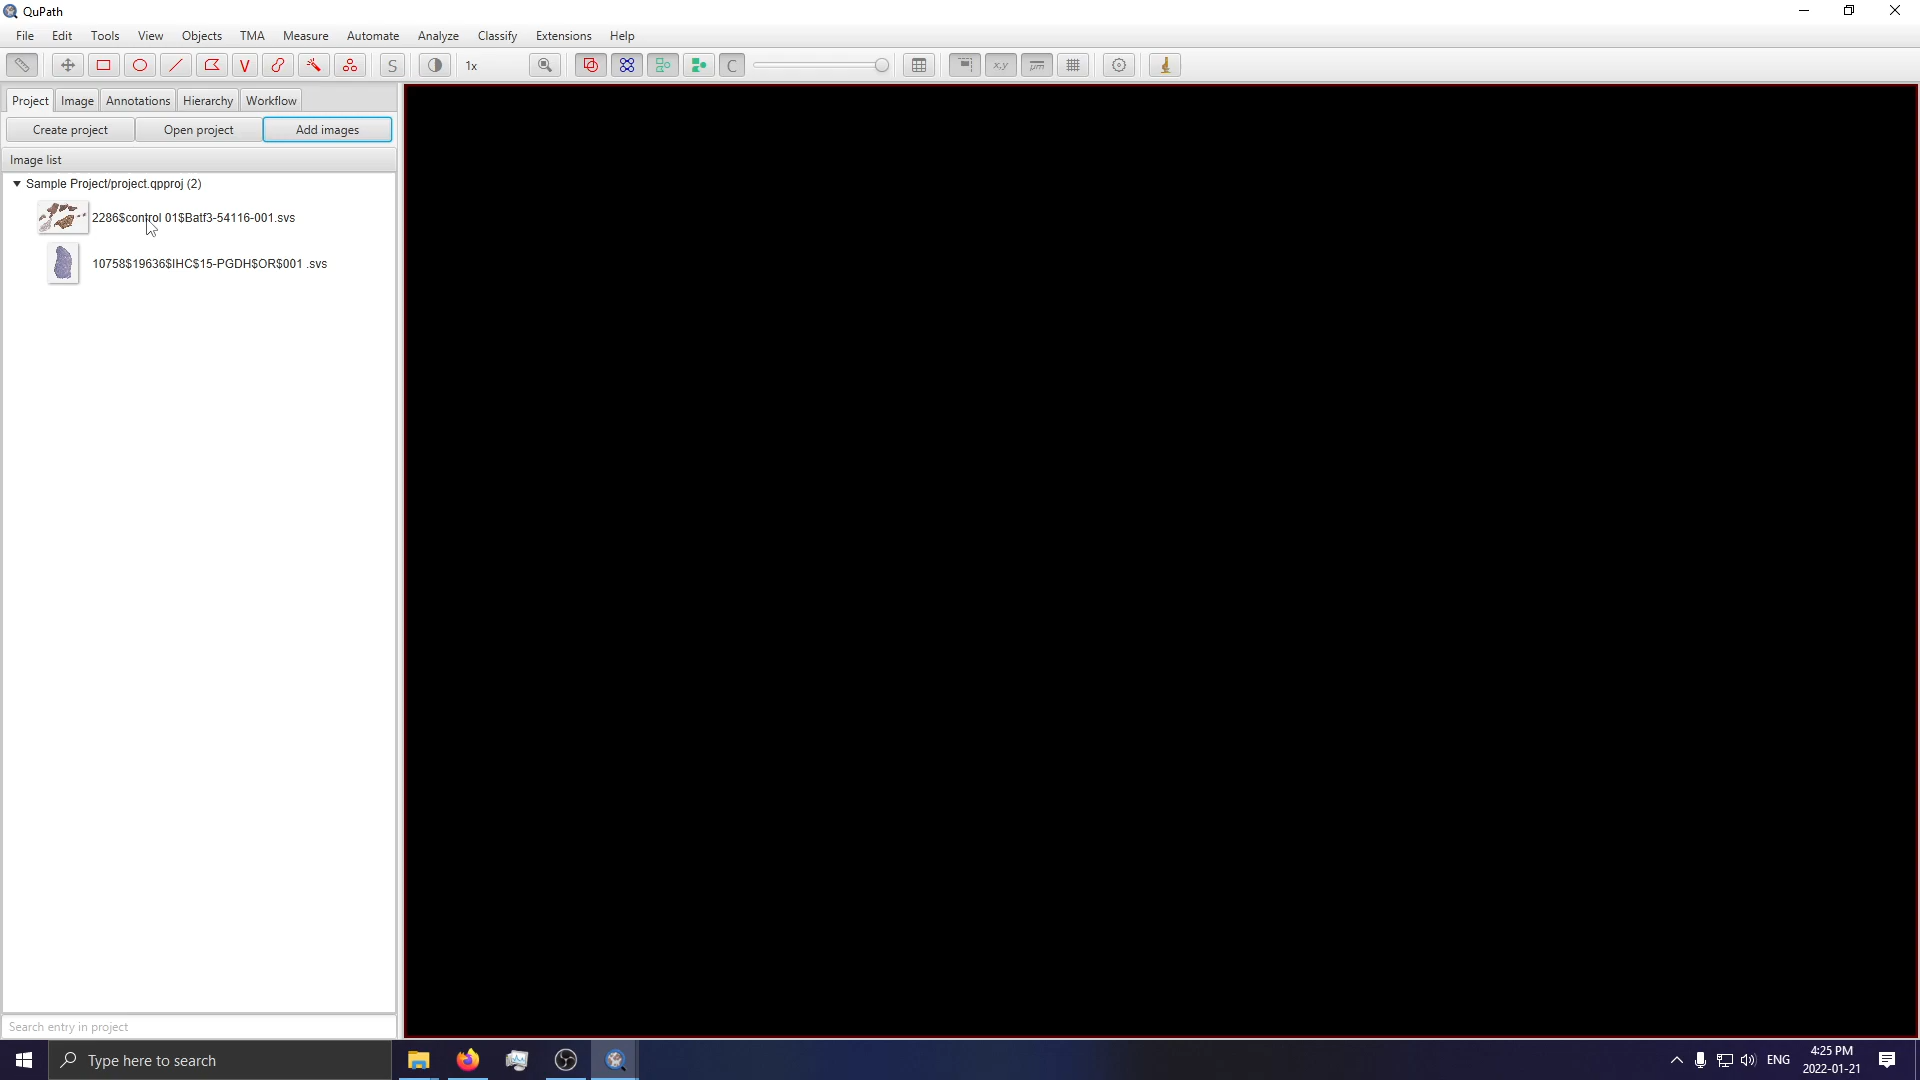 QuPath
File Edit Tools View Objects TMA Measure Automate Analyze Classify Extensions Help
V S 1x C x,y µm
Project Image Annotations Hierarchy Workflow
Create project Open project Add images
Image list
Sample Project/project.qpproj (2)
2286$control 01$Batf3-54116-001.svs
10758$19636$IHC$15-PGDH$OR$001 .svs
Search entry in project
Type here to search
ENG
4:25 PM
2022-01-21